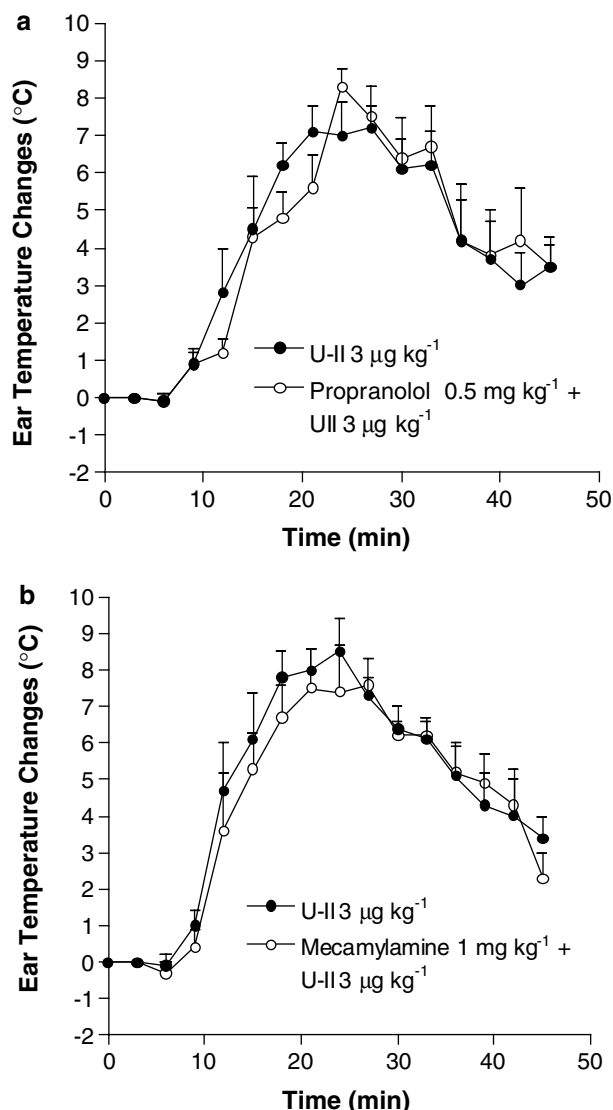 a
10
9
8
7
6
5
4
3
2
1
0
-1
-2
Ear Temperature Changes (°C)
U-II 3 µg kg⁻¹
Propranolol 0.5 mg kg⁻¹ +
UII 3 µg kg⁻¹
0 10 20 30 40 50
Time (min)
b
10
9
8
7
6
5
4
3
2
1
0
-1
-2
Ear Temperature Changes (°C)
U-II 3 µg kg⁻¹
Mecamylamine 1 mg kg⁻¹ +
U-II 3 µg kg⁻¹
0 10 20 30 40 50
Time (min)